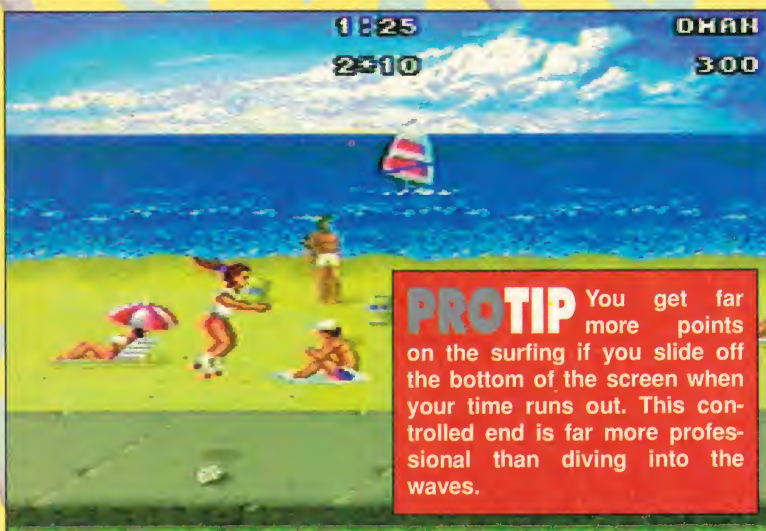 1:25 OMAN
2*10 300
PROTIP You get far
more points
on the surfing if you slide off
the bottom of the screen when
your time runs out. This con-
trolled end is far more profes-
sional than diving into the
waves.